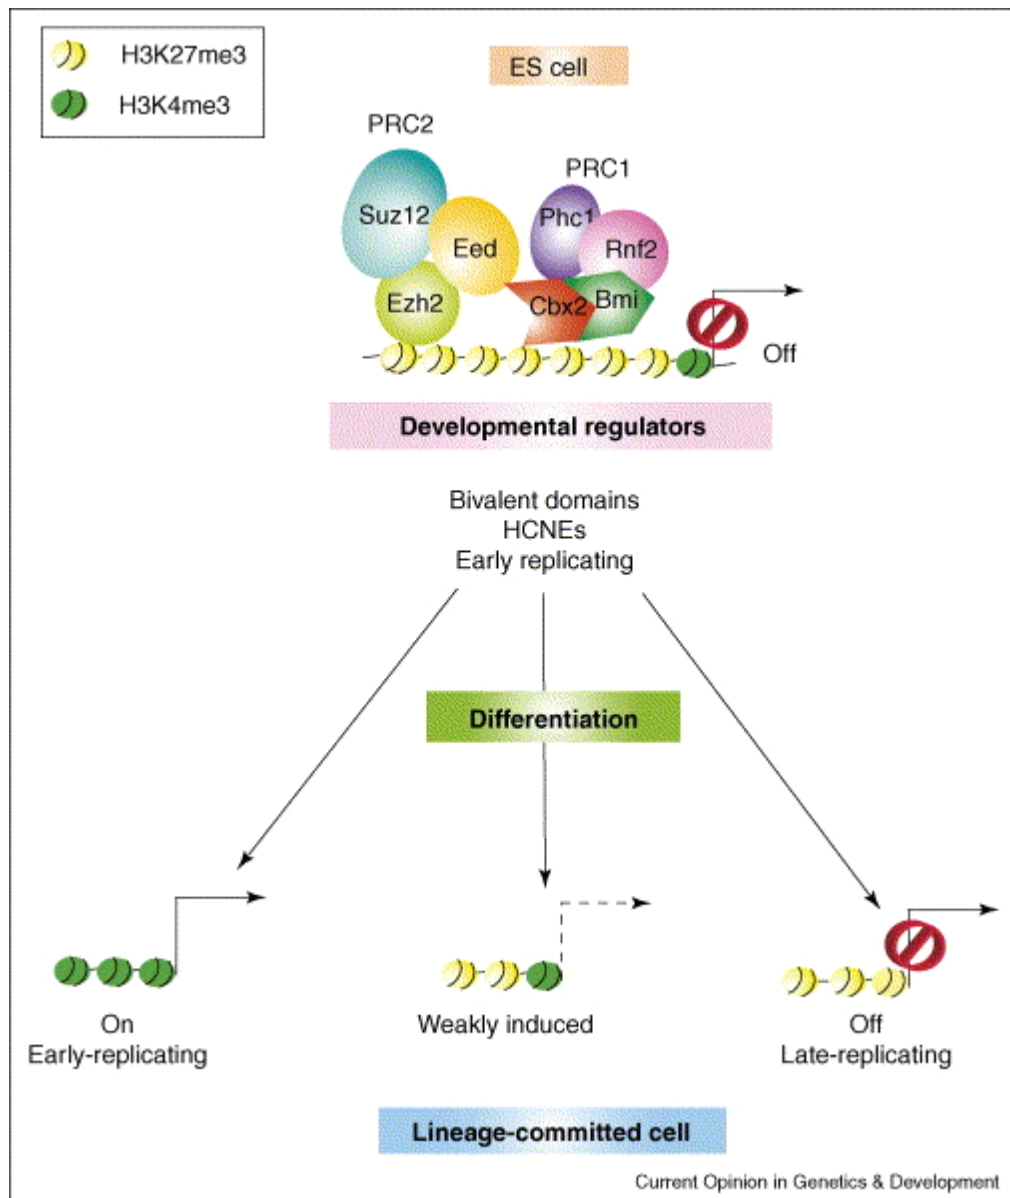 H3K27me3
H3K4me3
ES cell
PRC2
PRC1
Suz12
Eed
Phc1
Rnf2
Ezh2
Cbx2
Bmi
Off
Developmental regulators
Bivalent domains
HCNEs
Early replicating
Differentiation
On
Early-replicating
Weakly induced
Off
Late-replicating
Lineage-committed cell
Current Opinion in Genetics & Development